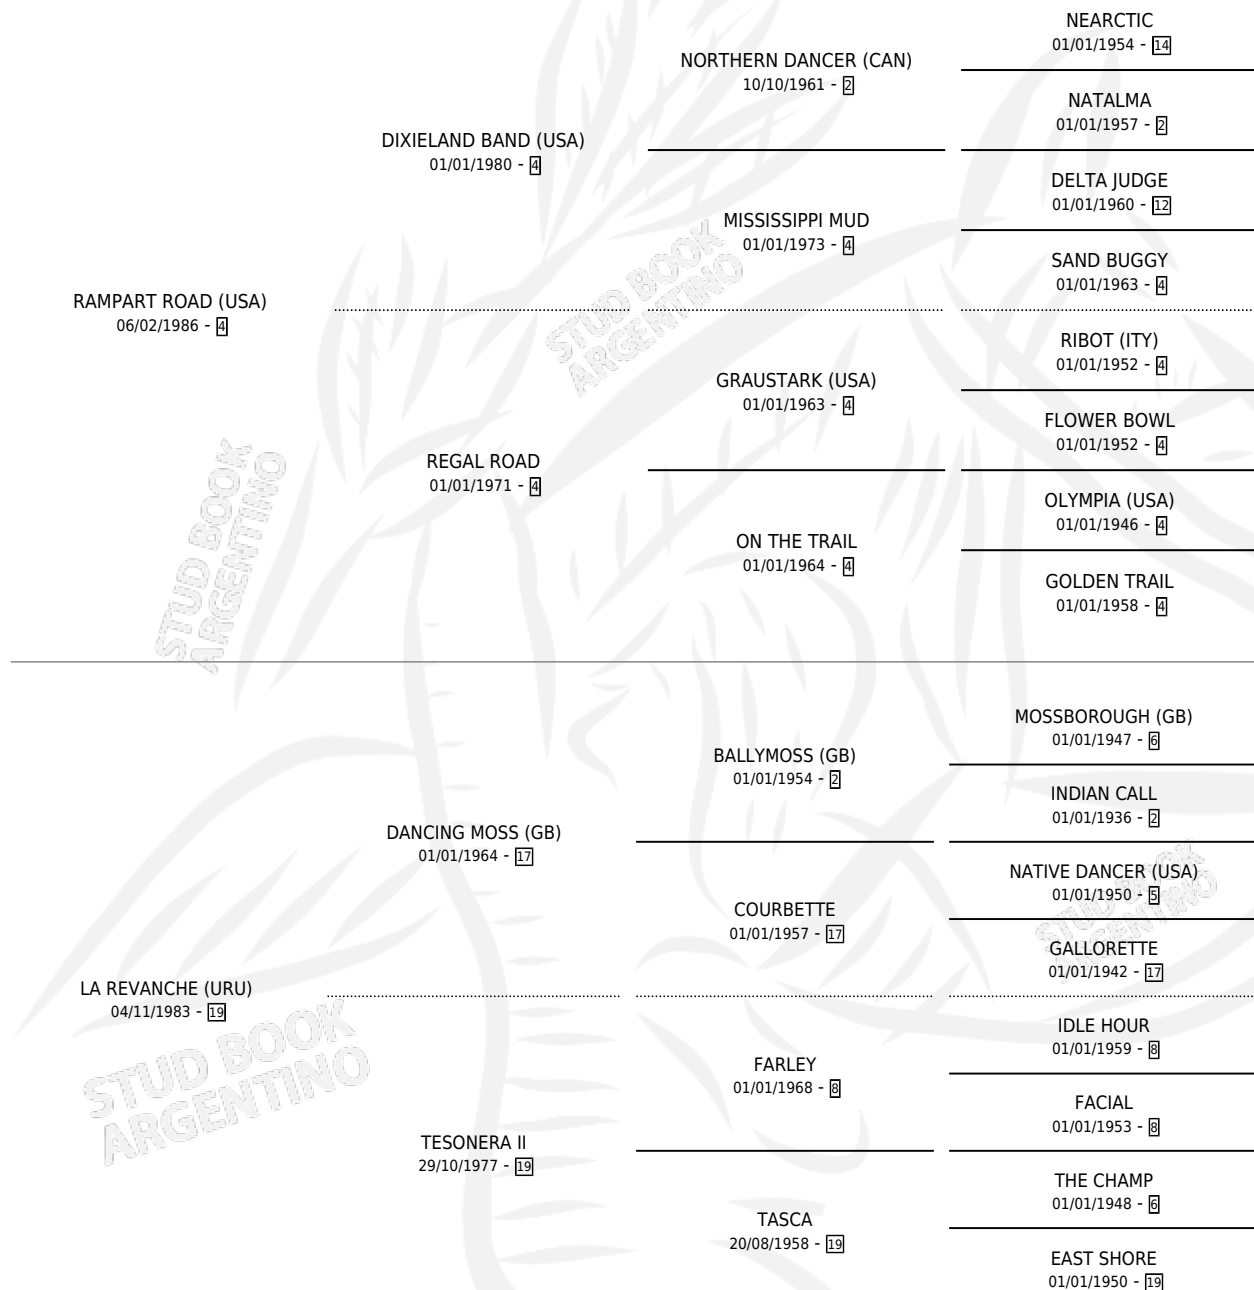 NEARCTIC
01/01/1954 - 14
NORTHERN DANCER (CAN)
10/10/1961 - 2
NATALMA
01/01/1957 - 2
DIXIELAND BAND (USA)
01/01/1980 - 4
DELTA JUDGE
01/01/1960 - 12
MISSISSIPPI MUD
01/01/1973 - 4
SAND BUGGY
01/01/1963 - 4
RAMPART ROAD (USA)
06/02/1986 - 4
RIBOT (ITY)
01/01/1952 - 4
GRAUSTARK (USA)
01/01/1963 - 4
FLOWER BOWL
01/01/1952 - 4
REGAL ROAD
01/01/1971 - 4
OLYMPIA (USA)
01/01/1946 - 4
ON THE TRAIL
01/01/1964 - 4
GOLDEN TRAIL
01/01/1958 - 4
MOSSBOROUGH (GB)
01/01/1947 - 6
BALLYMOSS (GB)
01/01/1954 - 2
INDIAN CALL
01/01/1936 - 2
DANCING MOSS (GB)
01/01/1964 - 17
NATIVE DANCER (USA)
01/01/1950 - 5
COURBETTE
01/01/1957 - 17
GALLORETTE
01/01/1942 - 17
LA REVANCHE (URU)
04/11/1983 - 19
IDLE HOUR
01/01/1959 - 8
FARLEY
01/01/1968 - 8
FACIAL
01/01/1953 - 8
TESONERA II
29/10/1977 - 19
THE CHAMP
01/01/1948 - 6
TASCA
20/08/1958 - 19
EAST SHORE
01/01/1950 - 19
STUD BOOK
ARGENTINO
STUD BOOK
ARGENTINO
STUD BOOK
ARGENTINO
STUD BOOK
ARGENTINO